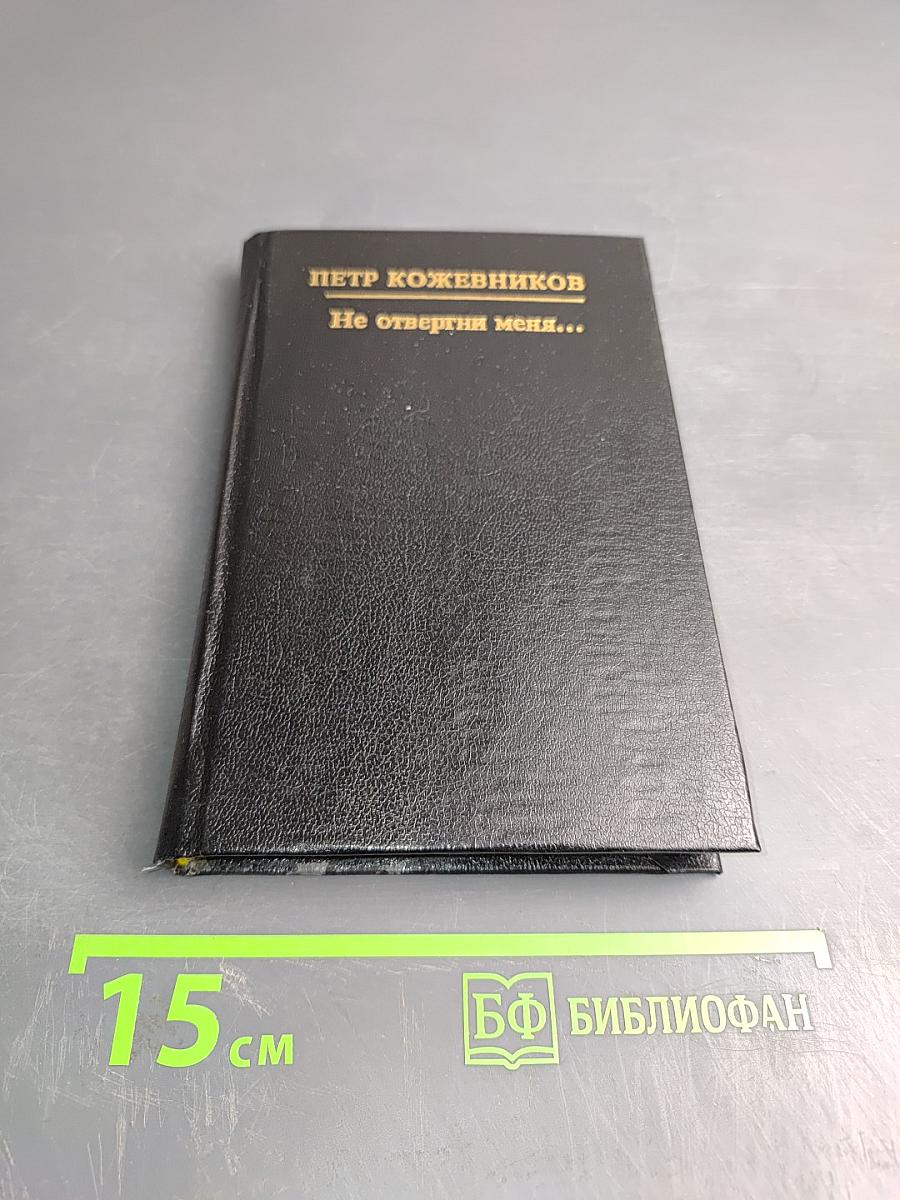 ПЕТР КОЖЕВНИКОВ
Не отвергни меня...
15 см
БФ БИБЛИОФАН